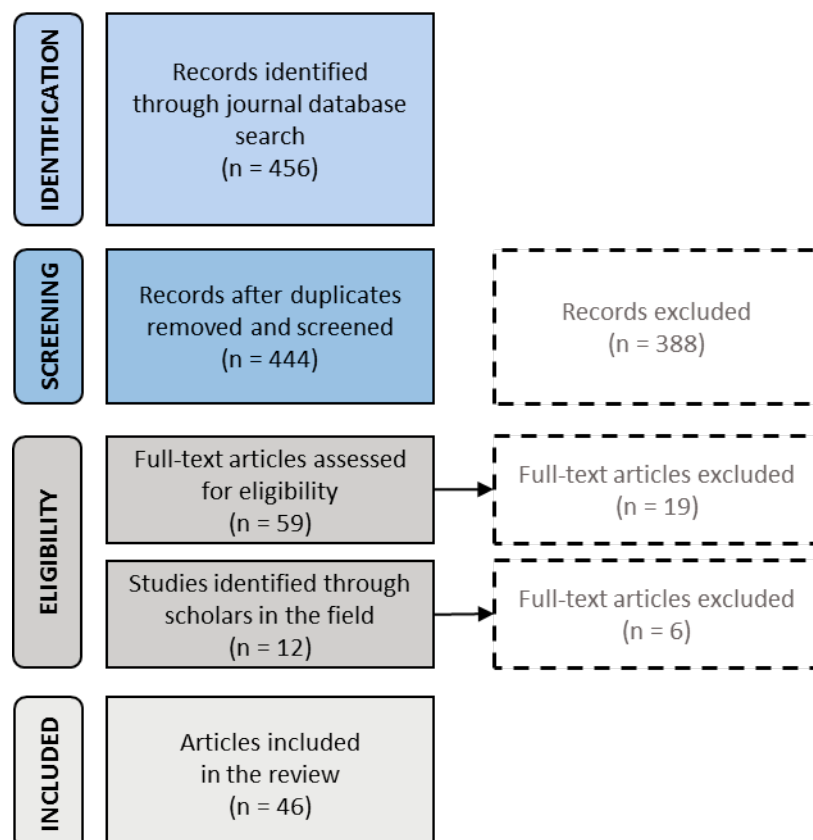 IDENTIFICATION
Records identified
through journal database
search
(n = 456)
SCREENING
Records after duplicates
removed and screened
(n = 444)
Records excluded
(n = 388)
ELIGIBILITY
Full-text articles assessed
for eligibility
(n = 59)
Full-text articles excluded
(n = 19)
Studies identified through
scholars in the field
(n = 12)
Full-text articles excluded
(n = 6)
INCLUDED
Articles included
in the review
(n = 46)